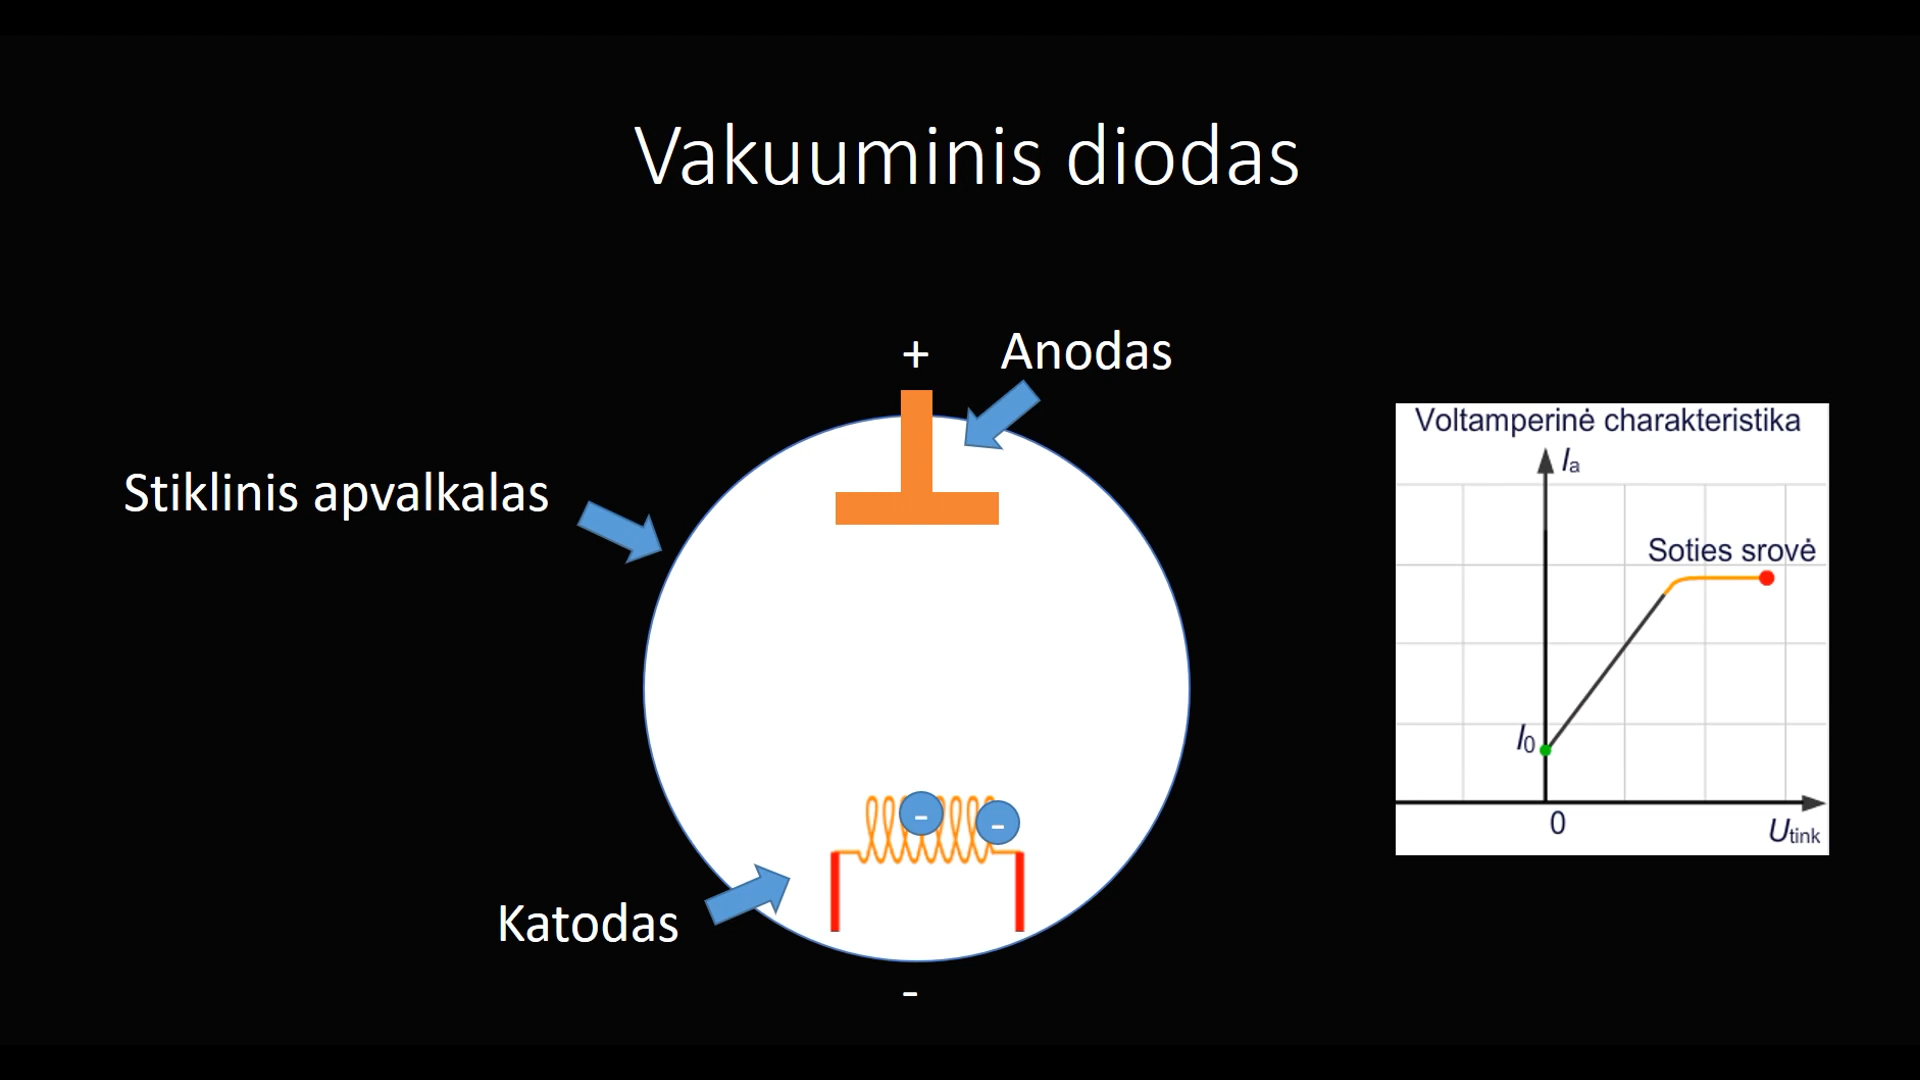 Vakuuminis diodas
+
Anodas
Stiklinis apvalkalas
Katodas
-
-
-
Voltamperinė charakteristika
Ia
Soties srovė
I0
0
Utink